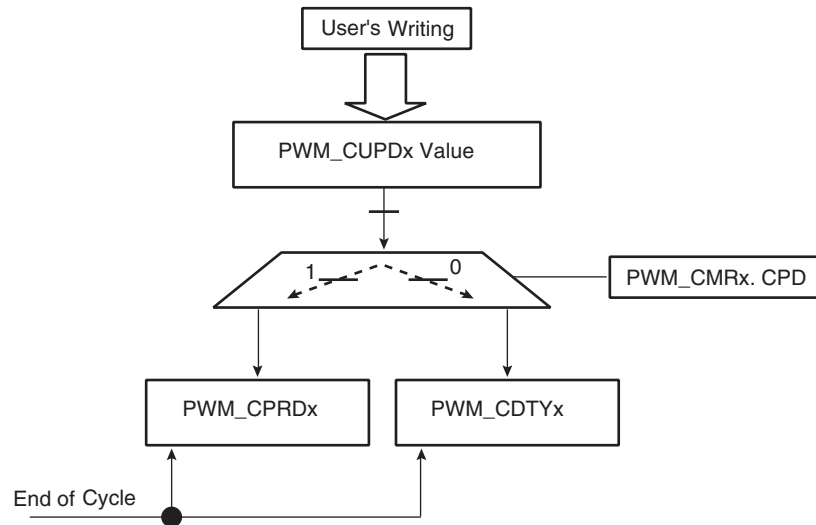 User's Writing
PWM_CUPDx Value
1
0
PWM_CMRx. CPD
PWM_CPRDx
PWM_CDTYx
End of Cycle